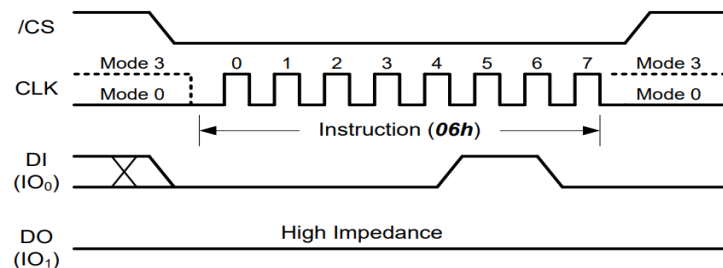 /CS
Mode 3 0 1 2 3 4 5 6 7 Mode 3
CLK
Mode 0 Mode 0
Instruction (06h)
DI
(IO₀)
High Impedance
DO
(IO₁)